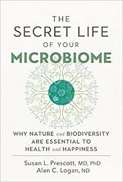 THE
SECRET LIFE
OF YOUR
MICROBIOME
WHY NATURE and BIODIVERSITY
ARE ESSENTIAL TO
HEALTH and HAPPINESS
Susan L. Prescott, MD, PhD
Alan C. Logan, ND